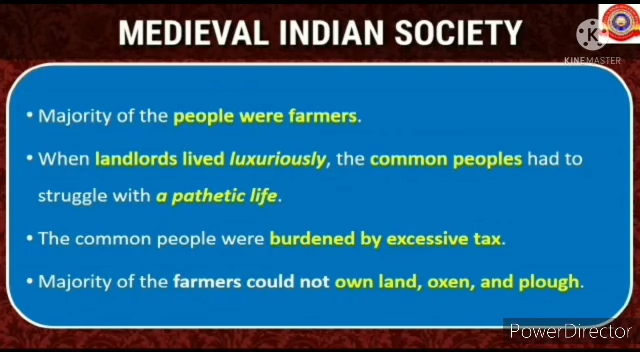 MEDIEVAL INDIAN SOCIETY
KINEMASTER
• Majority of the people were farmers.
• When landlords lived luxuriously, the common peoples had to
struggle with a pathetic life.
• The common people were burdened by excessive tax.
• Majority of the farmers could not own land, oxen, and plough.
PowerDirector